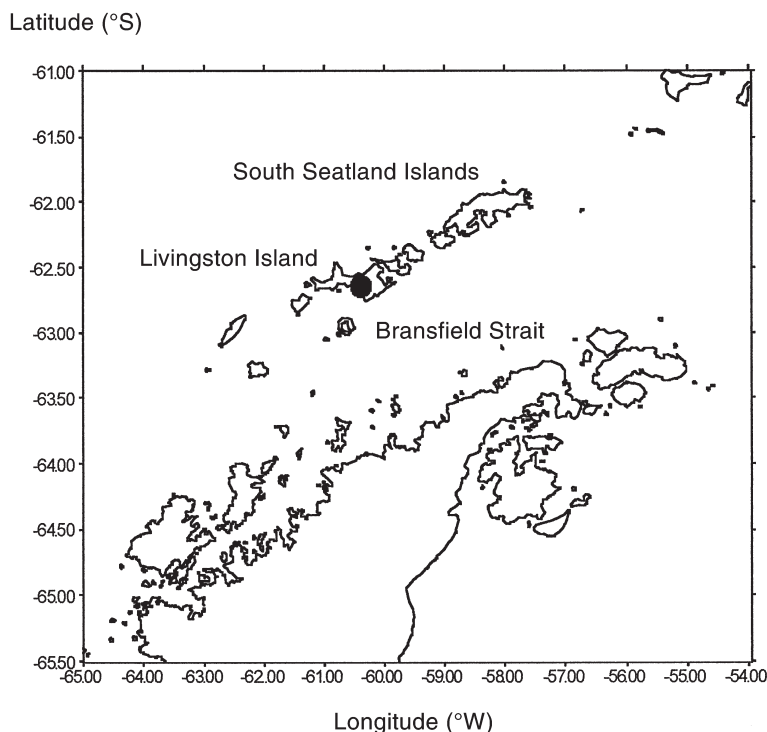 Latitude (°S)
-61.00
-61.50
South Seatland Islands
-62.00
Livingston Island
-62.50
Bransfield Strait
-63.00
-63.50
-64.00
-64.50
-65.00
-65.50
-65.00 -64.00 -63.00 -62.00 -61.00 -60.00 -59.00 -58.00 -57.00 -56.00 -55.00 -54.00
Longitude (°W)